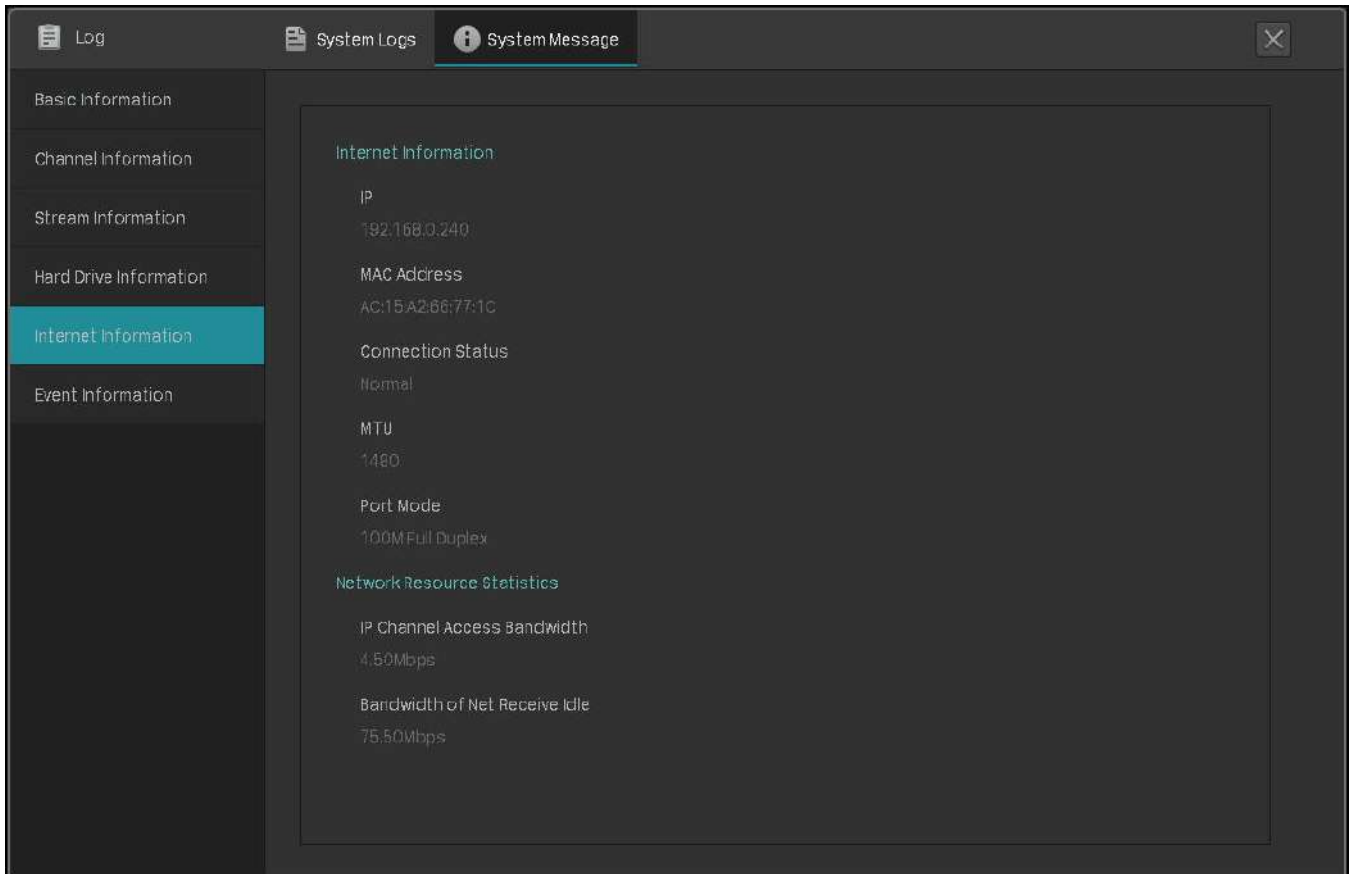 Log
System Logs
System Message
Basic Information
Channel Information
Stream Information
Hard Drive Information
Internet Information
Event Information
Internet Information
IP
192.168.0.240
MAC Address
AC:15:A2:66:77:1C
Connection Status
Normal
MTU
1480
Port Mode
100M Full Duplex
Network Resource Statistics
IP Channel Access Bandwidth
4.50Mbps
Bandwidth of Net Receive Idle
75.50Mbps